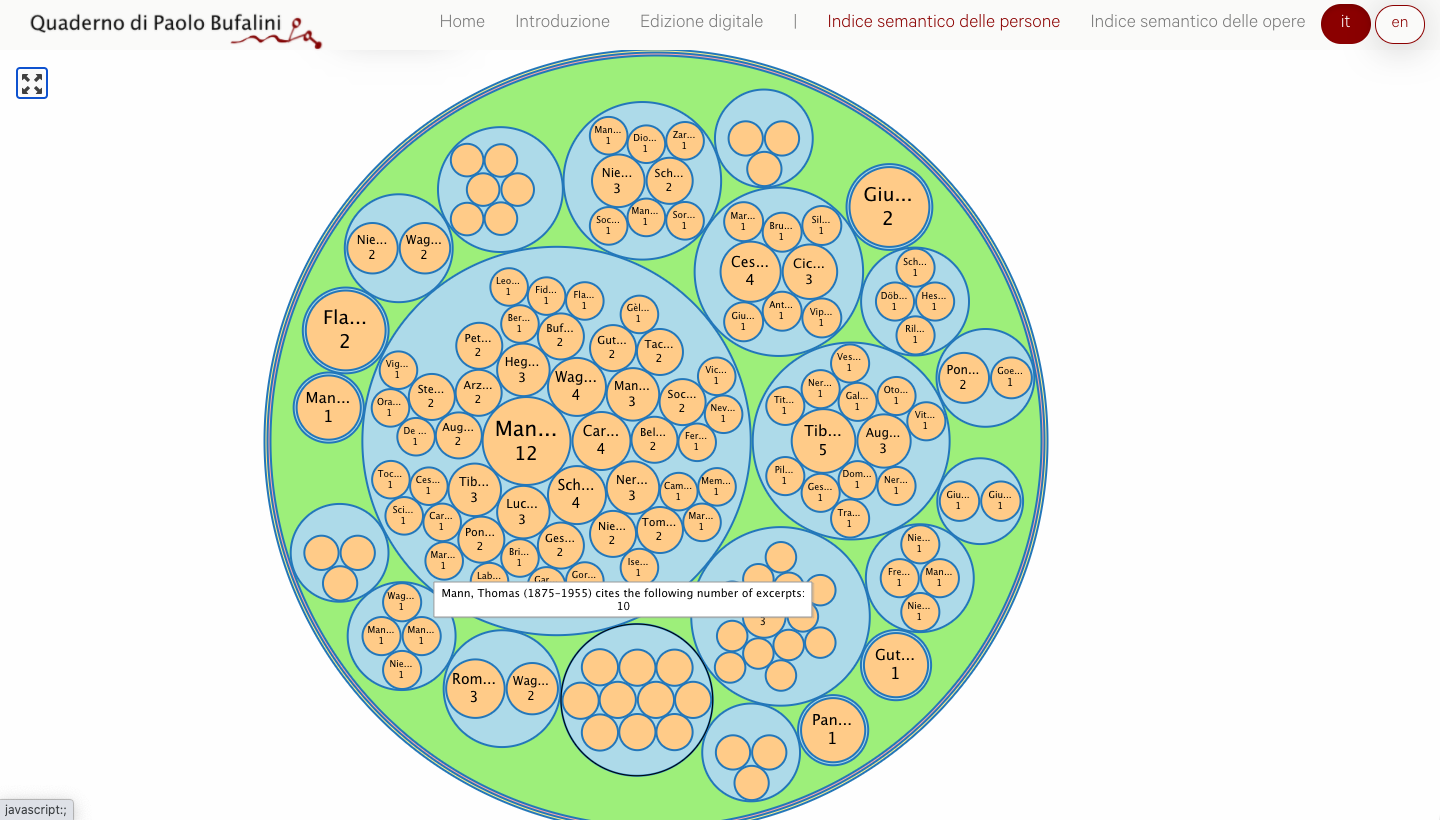 Quaderno di Paolo Bufalini
Home Introduzione Edizione digitale | Indice semantico delle persone Indice semantico delle opere it en
Man... 1
Dio... 1
Zar... 1
Nie... 3
Sch... 2
Soc... 1
Man... 1
Sor... 1
Giu... 2
Mar... 1
Bru... 1
Sil... 1
Ces... 4
Cic... 3
Giu... 1
Ant... 1
Vip... 1
Nie... 2
Wag... 2
Sch... 1
Döb... 1
Hes... 1
Ril... 1
Fla... 2
Man... 1
Leo... 1
Fid... 1
Fla... 1
Gèl... 1
Ber... 1
Buf... 2
Pet... 2
Gut... 2
Tac... 2
Vig... 1
Heg... 3
Wag... 4
Man... 3
Vic... 1
Ste... 2
Arz... 2
Soc... 2
Ora... 1
Nev... 1
De ... 1
Aug... 2
Man... 12
Car... 4
Bel... 2
Fer... 1
Toc... 1
Ces... 1
Tib... 3
Sch... 4
Ner... 3
Cam... 1
Mem... 1
Sci... 1
Car... 1
Luc... 3
Nie... 2
Tom... 2
Mar... 1
Mar... 1
Pon... 2
Bri... 1
Ges... 2
Ise... 1
Lab...
Gar...
Gor...
Pon... 2
Goe... 1
Ves... 1
Ner... 1
Gal... 1
Oto... 1
Tit... 1
Vit... 1
Tib... 5
Aug... 3
Pil... 1
Ges... 1
Dom... 1
Ner... 1
Tra... 1
Giu... 1
Giu... 1
Nie... 1
Fre... 1
Man... 1
Nie... 1
Mann, Thomas (1875-1955) cites the following number of excerpts:
10
3
Wag... 1
Man... 1
Man... 1
Nie... 1
Rom... 3
Wag... 2
Gut... 1
Pan... 1
javascript:;